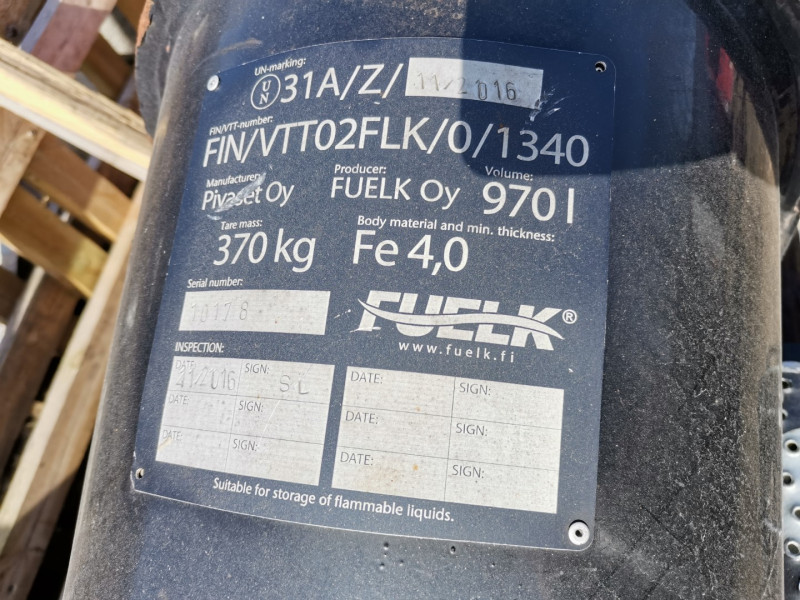 UN-marking:
UN 31A/Z/ 11/2016
FIN/VTT-number:
FIN/VTT02FLK/0/1340
Manufacturer: Producer: Volume:
Pivaset Oy FUELK Oy 970 l
Tare mass: Body material and min. thickness:
370 kg Fe 4,0
Serial number:
10178
FUELK®
www.fuelk.fi
INSPECTION:
DATE: 11/2016 SIGN: SL
DATE: SIGN:
DATE: SIGN:
DATE: SIGN:
DATE: SIGN:
DATE: SIGN:
Suitable for storage of flammable liquids.